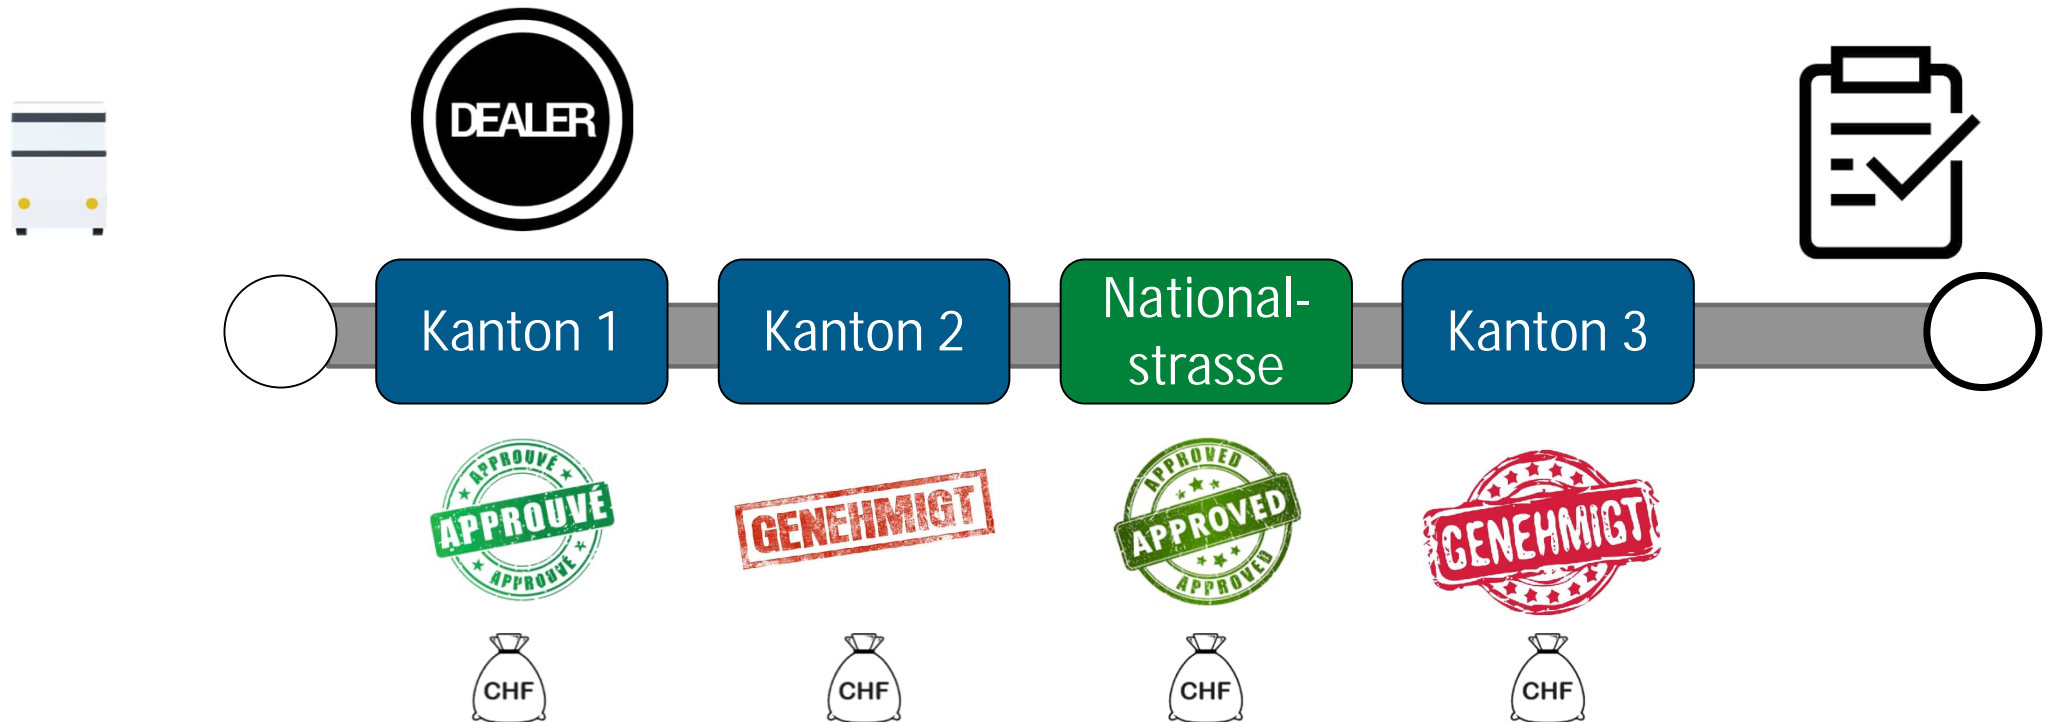 DEALER
Kanton 1
Kanton 2
National-
strasse
Kanton 3
APPROUVÉ
APPROUVÉ
APPROUVÉ
GENEHMIGT
APPROVED
APPROVED
APPROVED
GENEHMIGT
CHF
CHF
CHF
CHF